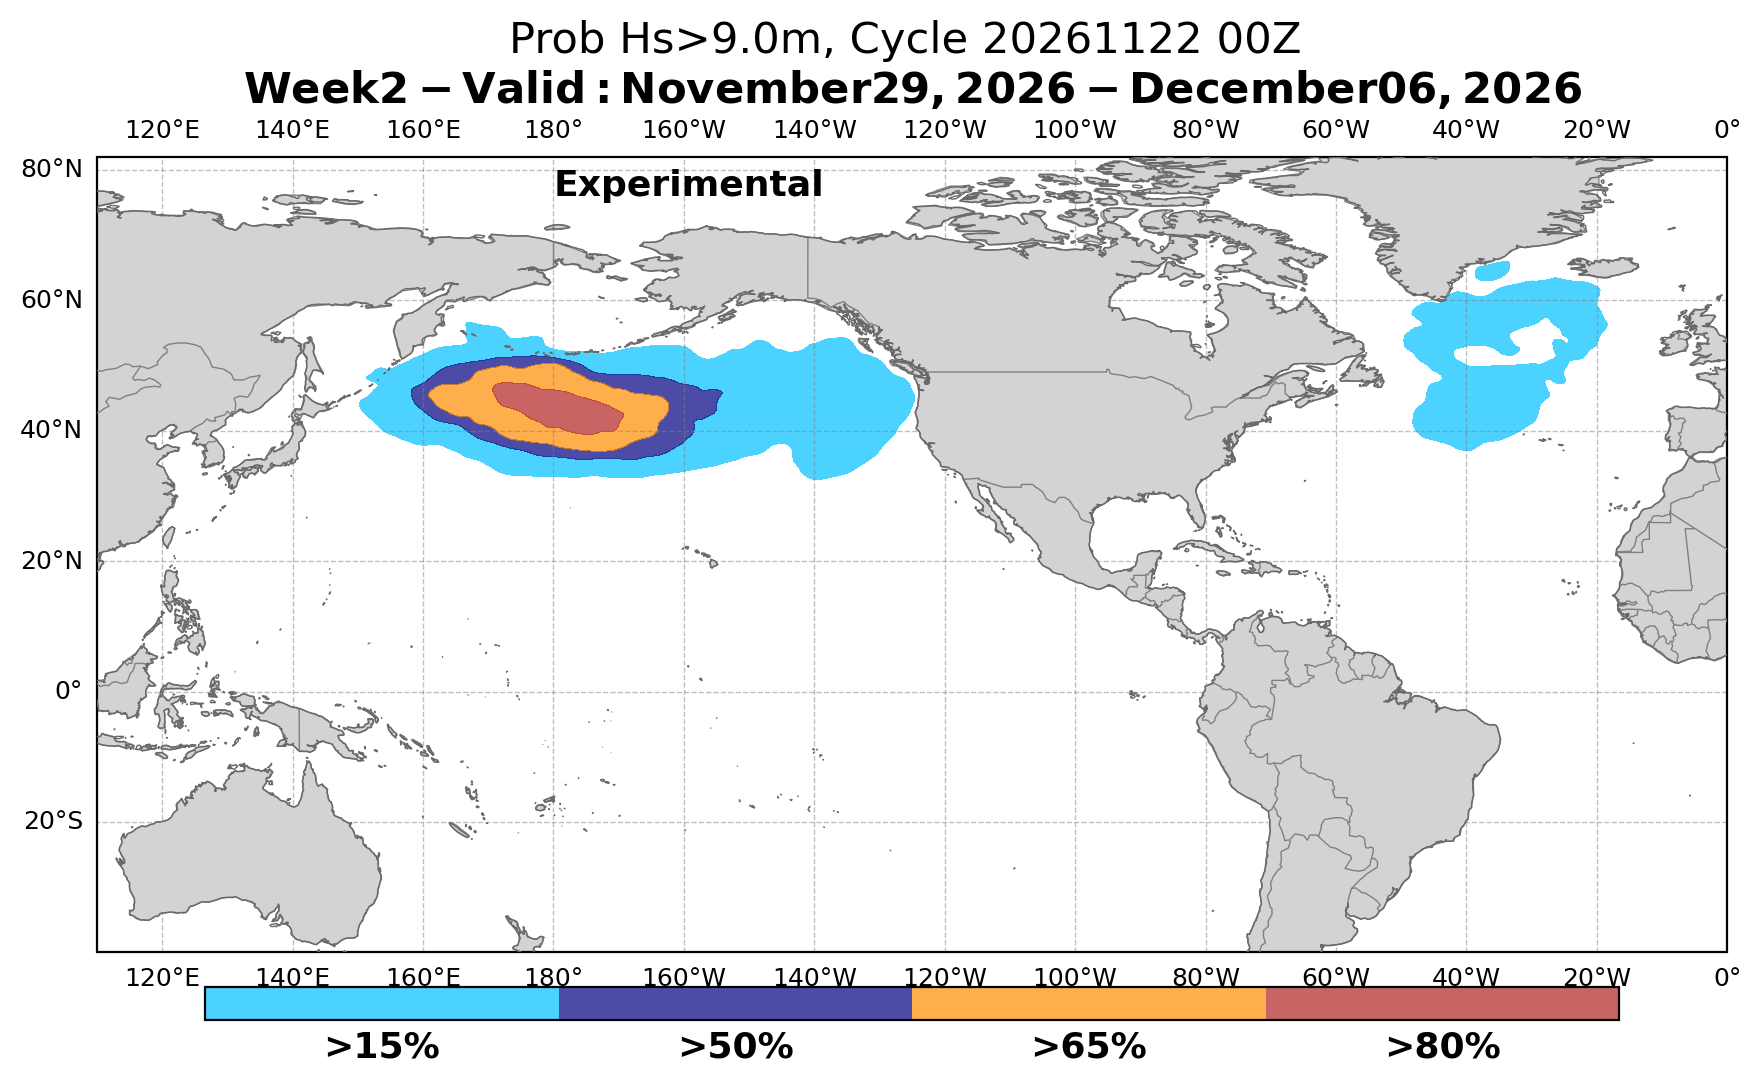 Prob Hs>9.0m, Cycle 20261122 00Z
Week2 − Valid : November29, 2026 − December06, 2026
120°E 140°E 160°E 180° 160°W 140°W 120°W 100°W 80°W 60°W 40°W 20°W 0°
80°N
Experimental
60°N
40°N
20°N
0°
20°S
120°E 140°E 160°E 180° 160°W 140°W 120°W 100°W 80°W 60°W 40°W 20°W 0°
>15% >50% >65% >80%